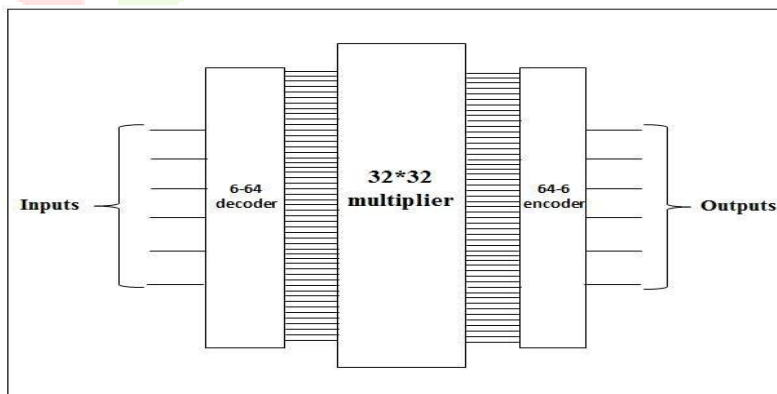 Inputs
6-64
decoder
32*32
multiplier
64-6
encoder
Outputs